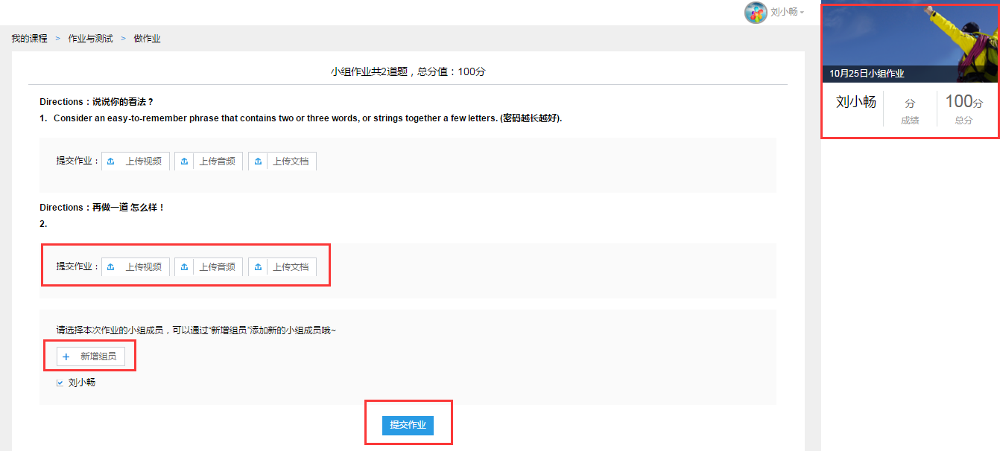 刘小畅
我的课程 > 作业与测试 > 做作业
小组作业共2道题，总分值：100分
Directions：说说你的看法？
1. Consider an easy-to-remember phrase that contains two or three words, or strings together a few letters. (密码越长越好).
提交作业： 上传视频 上传音频 上传文档
Directions：再做一道 怎么样！
2.
提交作业： 上传视频 上传音频 上传文档
请选择本次作业的小组成员，可以通过“新增组员”添加新的小组成员哦~
+ 新增组员
刘小畅
提交作业
10月25日小组作业
刘小畅 分 100分
成绩 总分